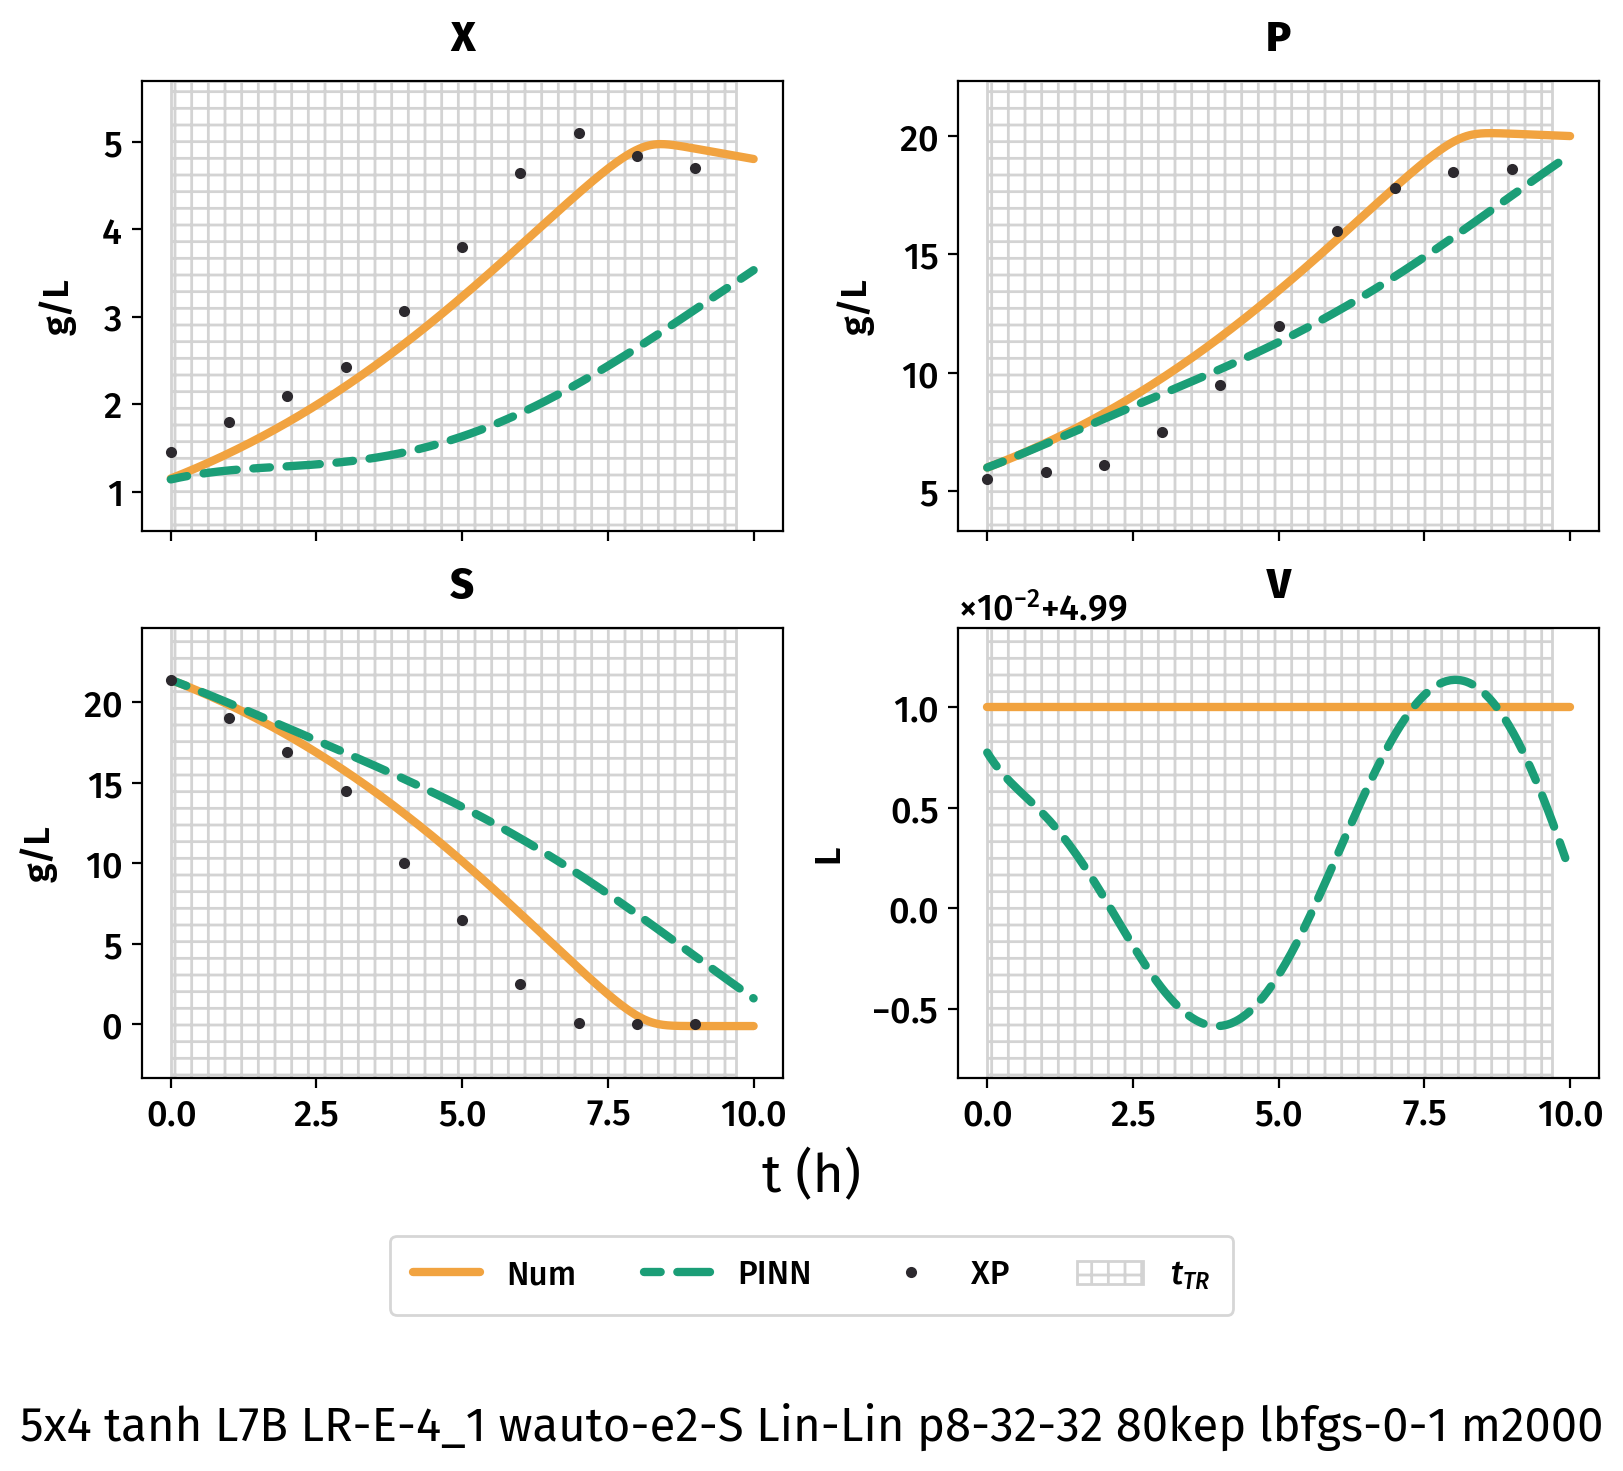 X
P
5
4
3
2
1
g/L
20
15
10
5
g/L
S
V
×10⁻²+4.99
20
15
10
5
0
g/L
1.0
0.5
0.0
−0.5
L
0.0 2.5 5.0 7.5 10.0
0.0 2.5 5.0 7.5 10.0
t (h)
Num PINN XP t_TR
5x4 tanh L7B LR-E-4_1 wauto-e2-S Lin-Lin p8-32-32 80kep lbfgs-0-1 m2000